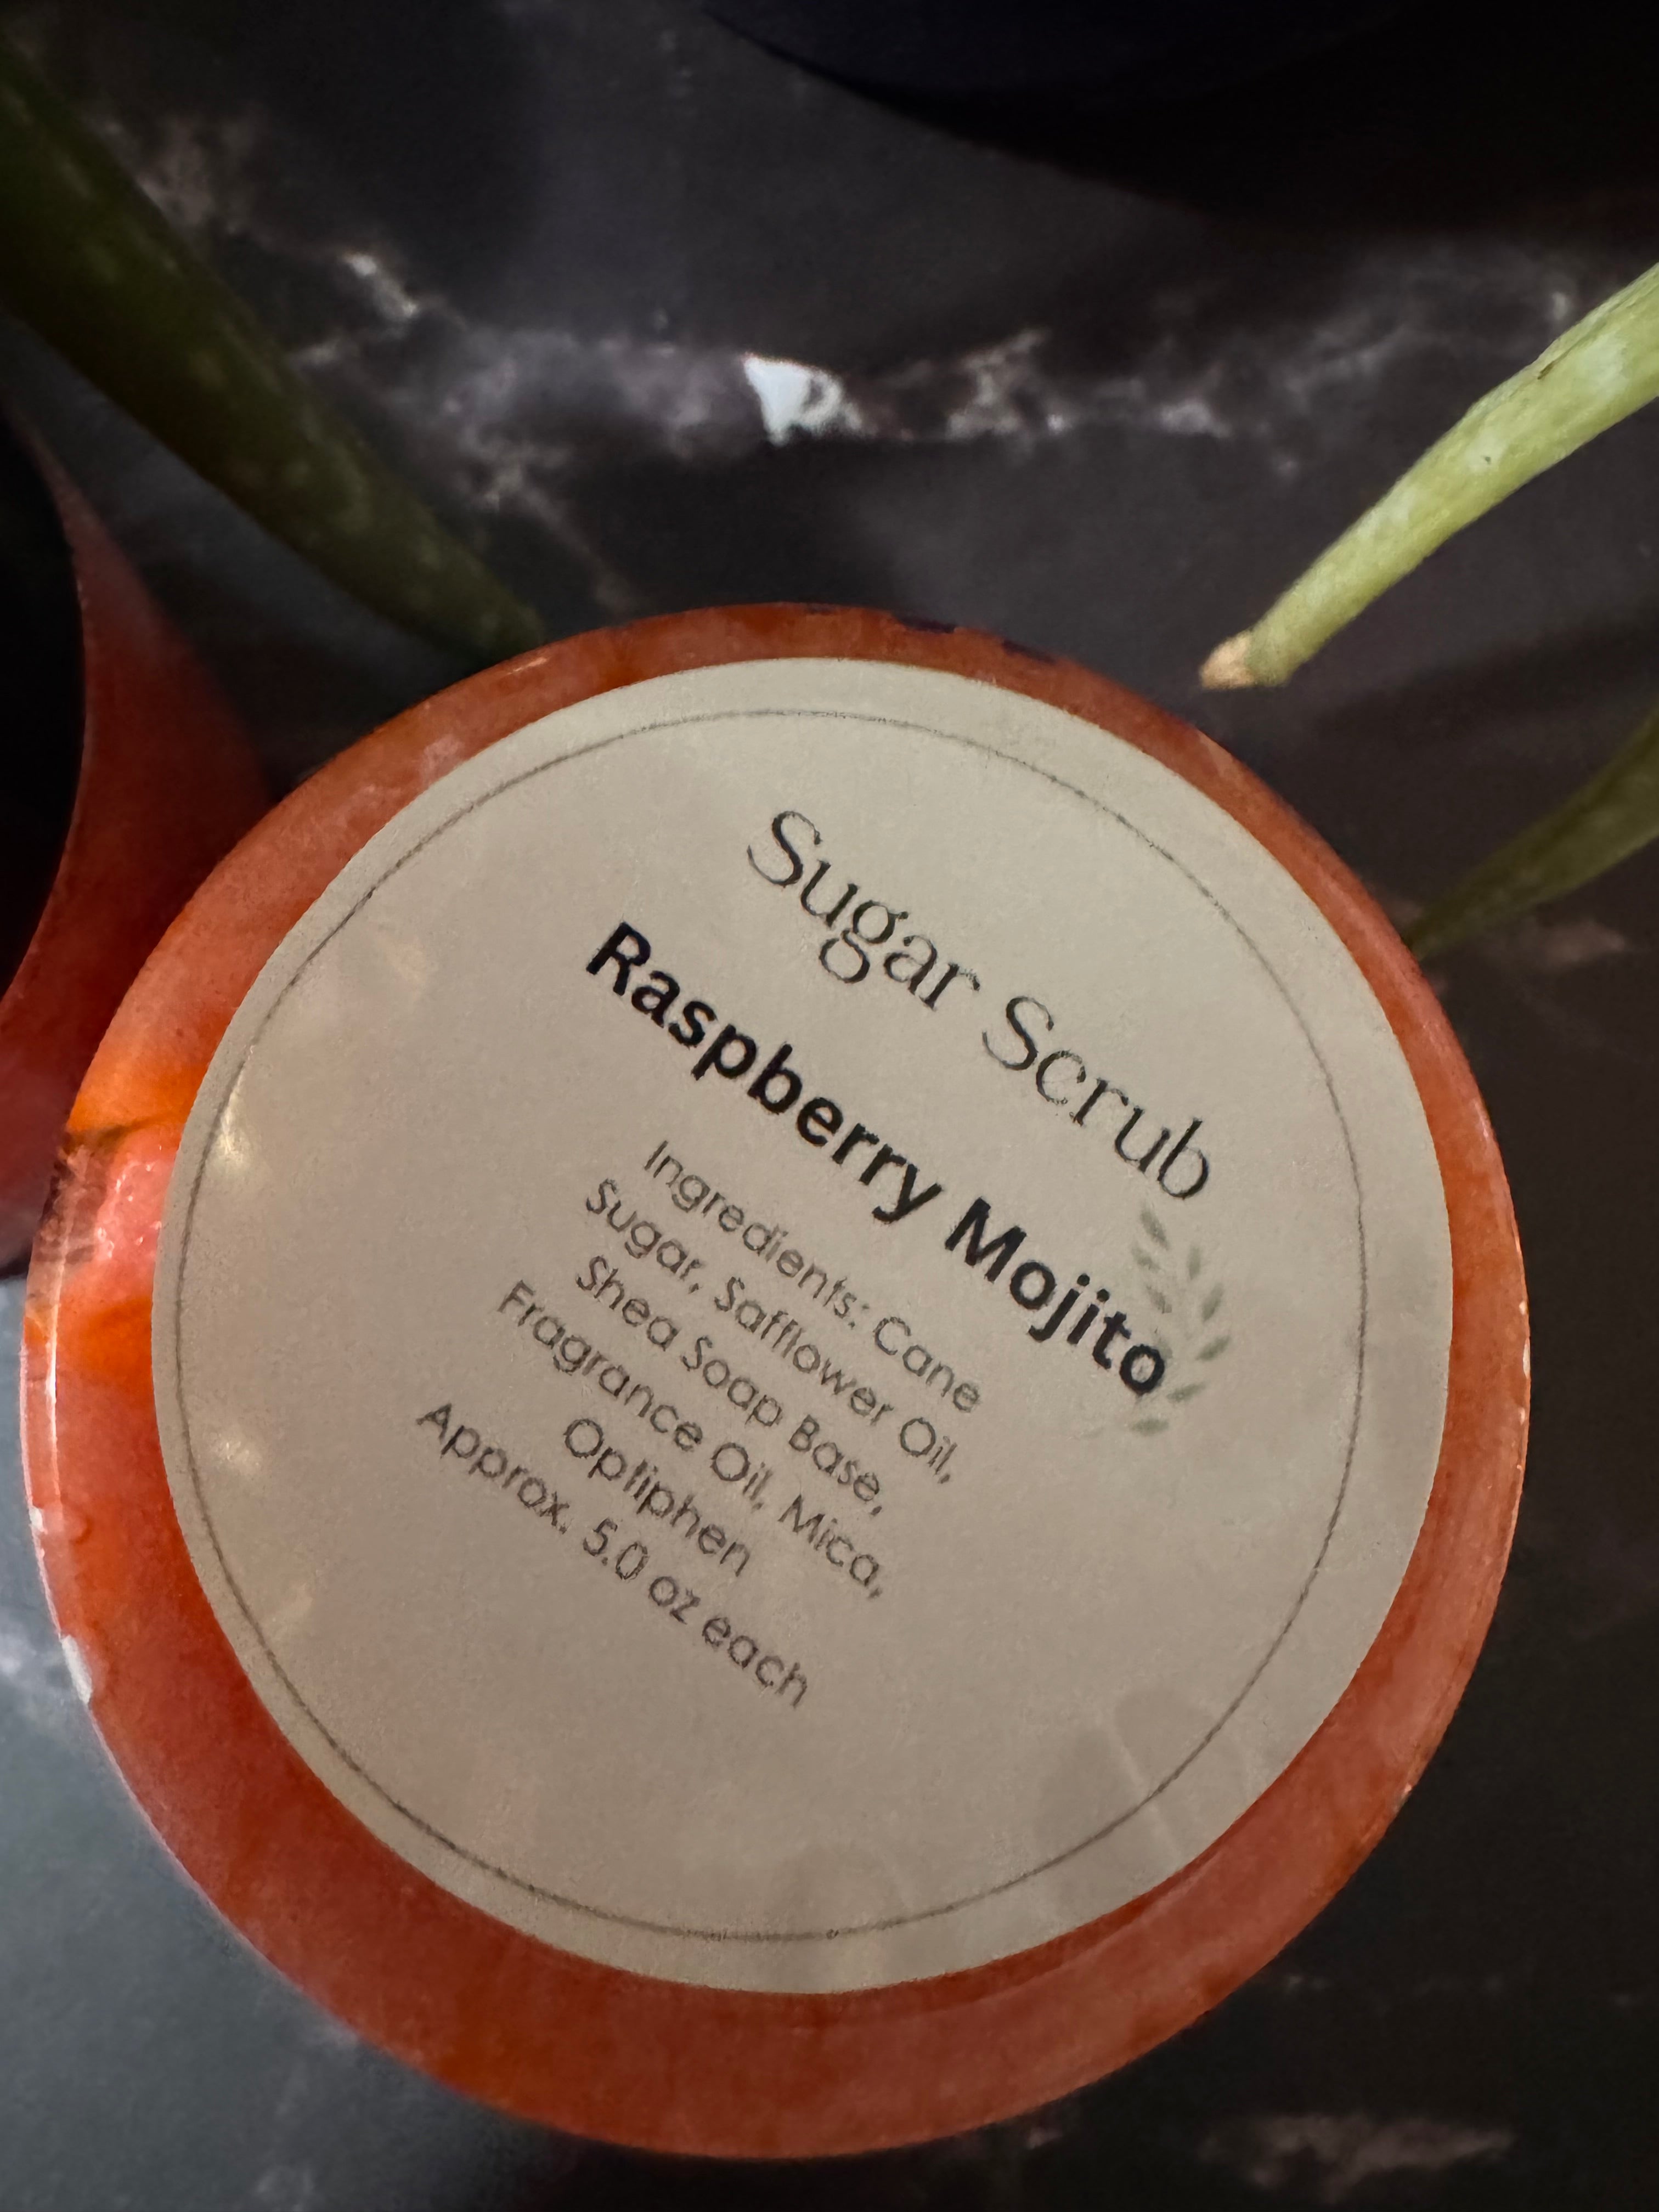 Sugar Scrub
Raspberry Mojito
Ingredients: Cane
Sugar, Safflower Oil,
Shea Soap Base,
Fragrance Oil, Mica,
Optiphen
Approx. 5.0 oz each